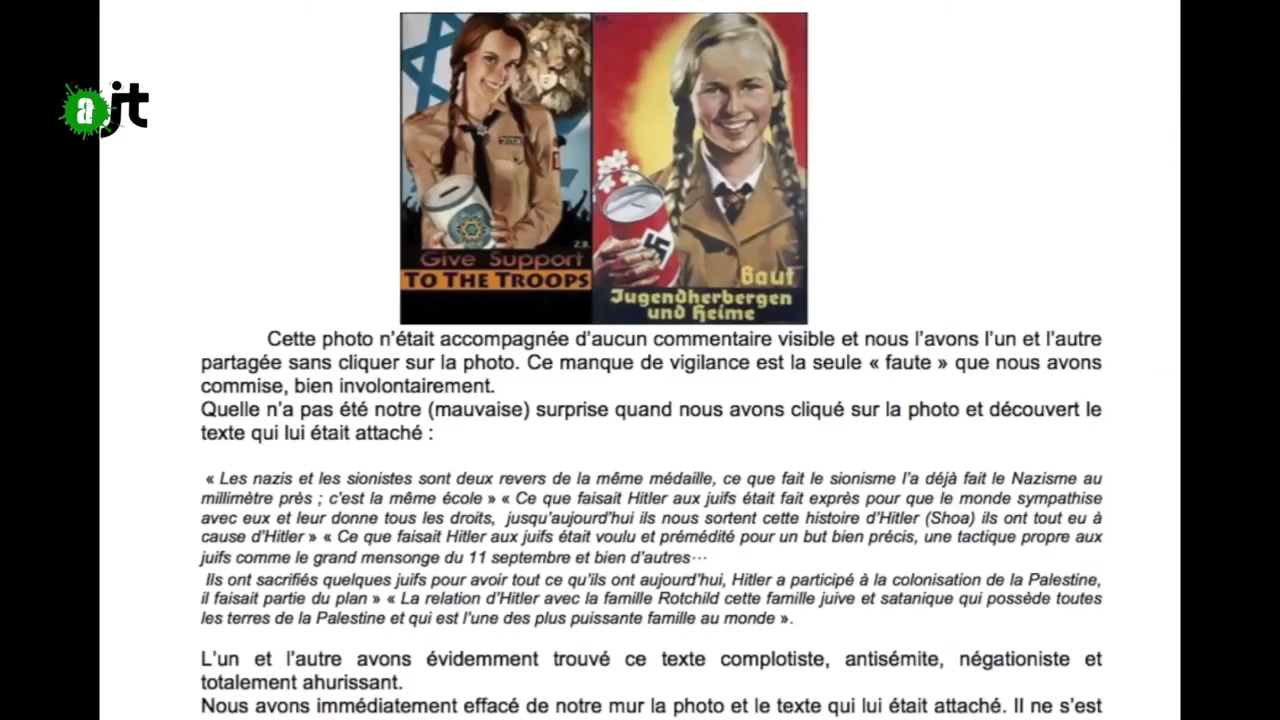 a jt
Z.B.
Give Support
TO THE TROOPS
Baut
Jugendherbergen
und Heime
Cette photo n’était accompagnée d’aucun commentaire visible et nous l’avons l’un et l’autre
partagée sans cliquer sur la photo. Ce manque de vigilance est la seule « faute » que nous avons
commise, bien involontairement.
Quelle n’a pas été notre (mauvaise) surprise quand nous avons cliqué sur la photo et découvert le
texte qui lui était attaché :
« Les nazis et les sionistes sont deux revers de la même médaille, ce que fait le sionisme l’a déjà fait le Nazisme au
millimètre près ; c’est la même école » « Ce que faisait Hitler aux juifs était fait exprès pour que le monde sympathise
avec eux et leur donne tous les droits, jusqu’aujourd’hui ils nous sortent cette histoire d’Hitler (Shoa) ils ont tout eu à
cause d’Hitler » « Ce que faisait Hitler aux juifs était voulu et prémédité pour un but bien précis, une tactique propre aux
juifs comme le grand mensonge du 11 septembre et bien d’autres···
Ils ont sacrifiés quelques juifs pour avoir tout ce qu’ils ont aujourd’hui, Hitler a participé à la colonisation de la Palestine,
il faisait partie du plan » « La relation d’Hitler avec la famille Rotchild cette famille juive et satanique qui possède toutes
les terres de la Palestine et qui est l’une des plus puissante famille au monde ».
L’un et l’autre avons évidemment trouvé ce texte complotiste, antisémite, négationiste et
totalement ahurissant.
Nous avons immédiatement effacé de notre mur la photo et le texte qui lui était attaché. Il ne s’est